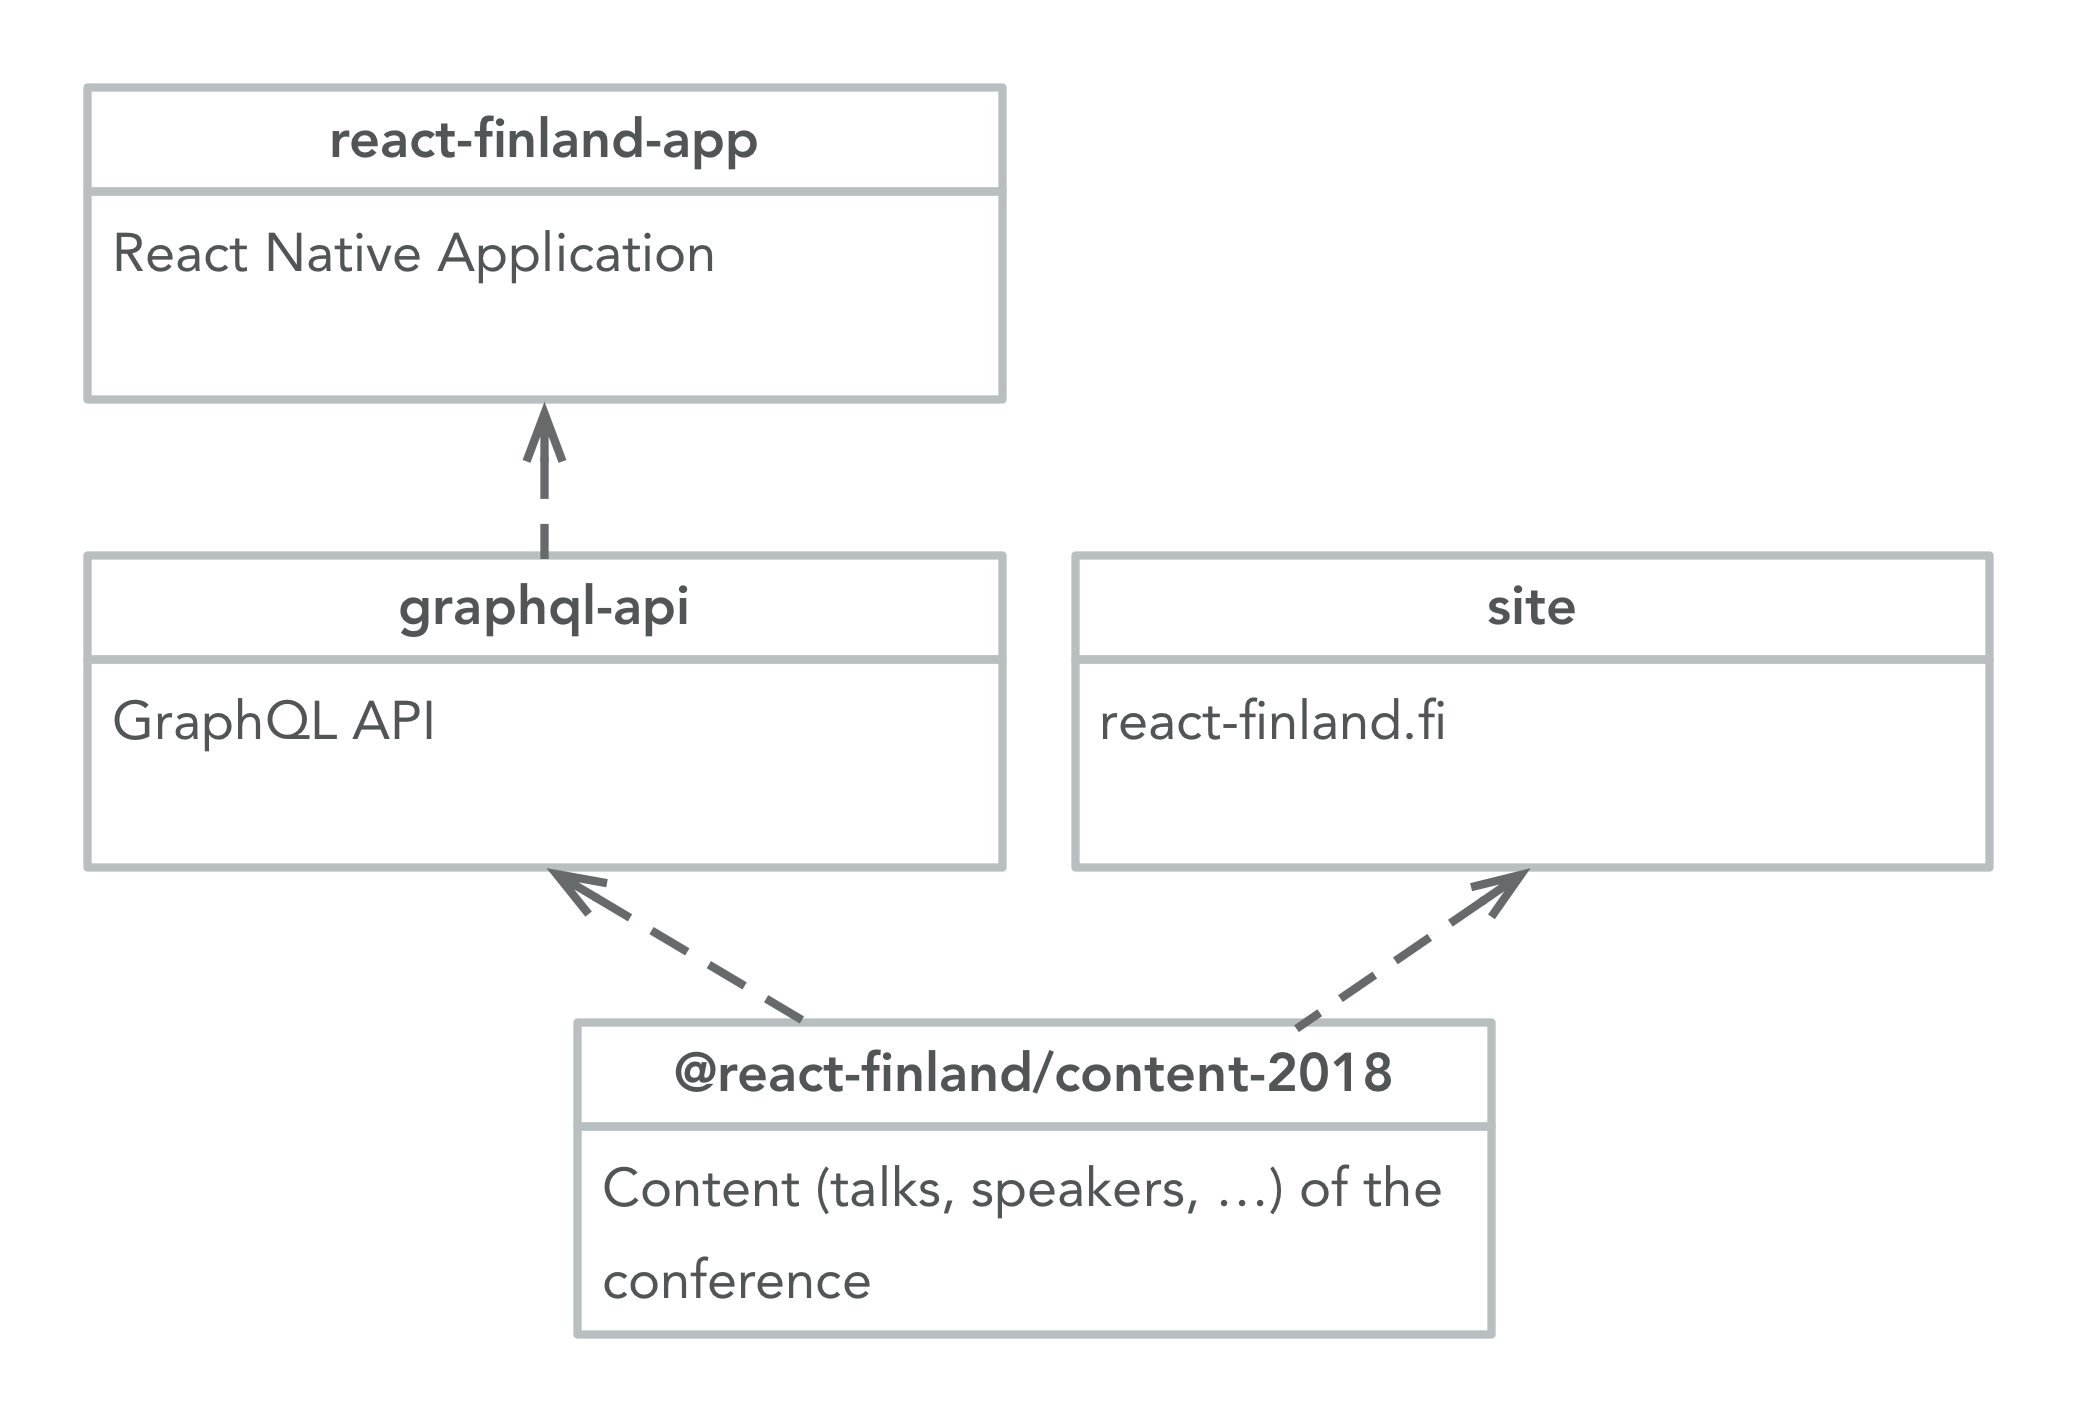 react-finland-app
React Native Application
graphql-api
GraphQL API
site
react-finland.fi
@react-finland/content-2018
Content (talks, speakers, …) of the
conference